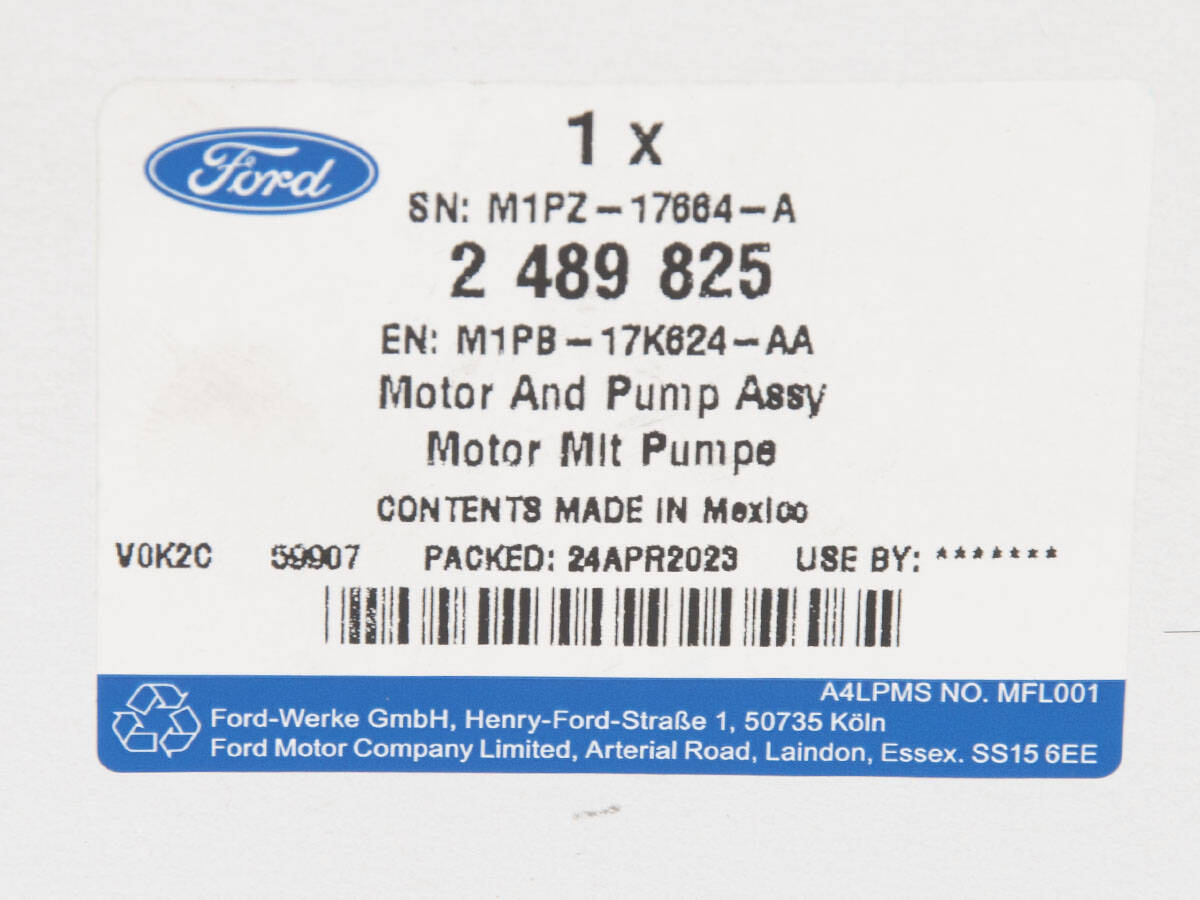 Ford
1 x
SN: M1PZ-17664-A
2 489 825
EN: M1PB-17K624-AA
Motor And Pump Assy
Motor Mit Pumpe
CONTENTS MADE IN Mexico
V0K2C 59907 PACKED: 24APR2023 USE BY: *******
A4LPMS NO. MFL001
Ford-Werke GmbH, Henry-Ford-Straße 1, 50735 Köln
Ford Motor Company Limited, Arterial Road, Laindon, Essex. SS15 6EE